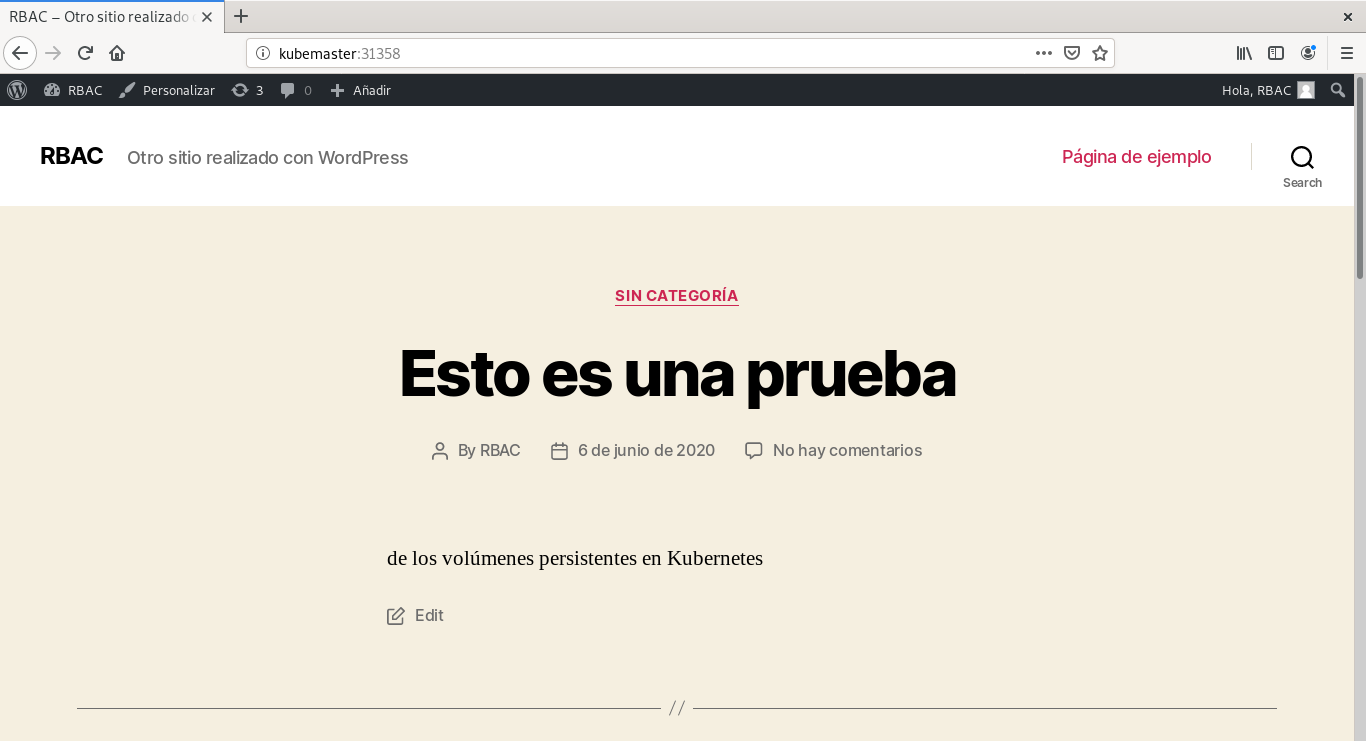 RBAC – Otro sitio realizado
kubemaster:31358
RBAC Personalizar 3 0 Añadir Hola, RBAC
RBAC Otro sitio realizado con WordPress Página de ejemplo
Search
SIN CATEGORÍA
Esto es una prueba
By RBAC 6 de junio de 2020 No hay comentarios
de los volúmenes persistentes en Kubernetes
Edit
//